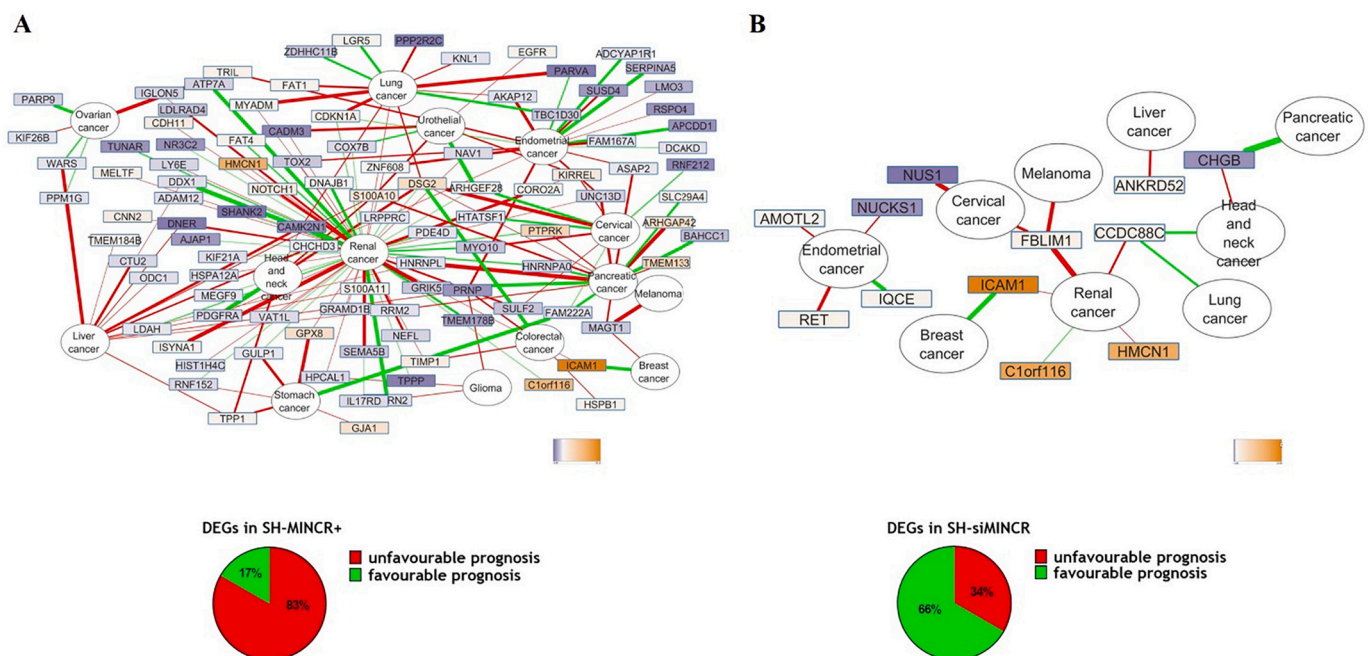 A
B
LGR5
ZDHHC11B
PPP2R2C
KNL1
EGFR
ADCYAP1R1
SERPINA5
TRIL
FAT1
Lung
cancer
PARVA
SUSD4
LMO3
ATP7A
IGLON5
PARP9
Ovarian
cancer
MYADM
AKAP12
RSPO4
LDLRAD4
CDKN1A
Urothelial
cancer
TBC1D30
APCDD1
CDH11
CADM3
Endometrial
cancer
KIF26B
TUNAR
NR3C2
FAT4
COX7B
FAM167A
DCAKD
WARS
LY6E
HMCN1
TOX2
NAV1
RNF212
MELTF
DDX1
ZNF608
KIRREL
ASAP2
NOTCH1
DNAJB1
DSG2
ARHGEF28
CORO2A
PPM1G
ADAM12
S100A10
UNC13D
SLC29A4
CNN2
SHANK2
LRPPRC
HTATSF1
Cervical
cancer
ARHGAP42
DNER
CAMK2N1
PDE4D
PTPRK
BAHCC1
TMEM184B
AJAP1
CHCHD3
Renal
cancer
MYO10
TMEM133
CTU2
KIF21A
Head
and
neck
cancer
HNRNPL
HNRNPA0
ODC1
HSPA12A
Pancreatic
cancer
MEGF9
S100A11
GRIK5
PRNP
Melanoma
PDGFRA
GRAMD1B
RRM2
SULF2
FAM222A
LDAH
VAT1L
TMEM178B
MAGT1
Liver
cancer
ISYNA1
GPX8
NEFL
Colorectal
cancer
HIST1H4C
GULP1
SEMA5B
TIMP1
ICAM1
Breast
cancer
RNF152
HPCAL1
TPPP
Glioma
C1orf116
Stomach
cancer
IL17RD
RN2
HSPB1
TPP1
GJA1
Liver
cancer
Pancreatic
cancer
CHGB
NUS1
Melanoma
ANKRD52
NUCKS1
Cervical
cancer
AMOTL2
Head
and
neck
cancer
FBLIM1
CCDC88C
Endometrial
cancer
ICAM1
Renal
cancer
IQCE
Lung
cancer
RET
Breast
cancer
HMCN1
C1orf116
DEGs in SH-MINCR+
unfavourable prognosis
favourable prognosis
17%
83%
DEGs in SH-siMINCR
unfavourable prognosis
favourable prognosis
34%
66%